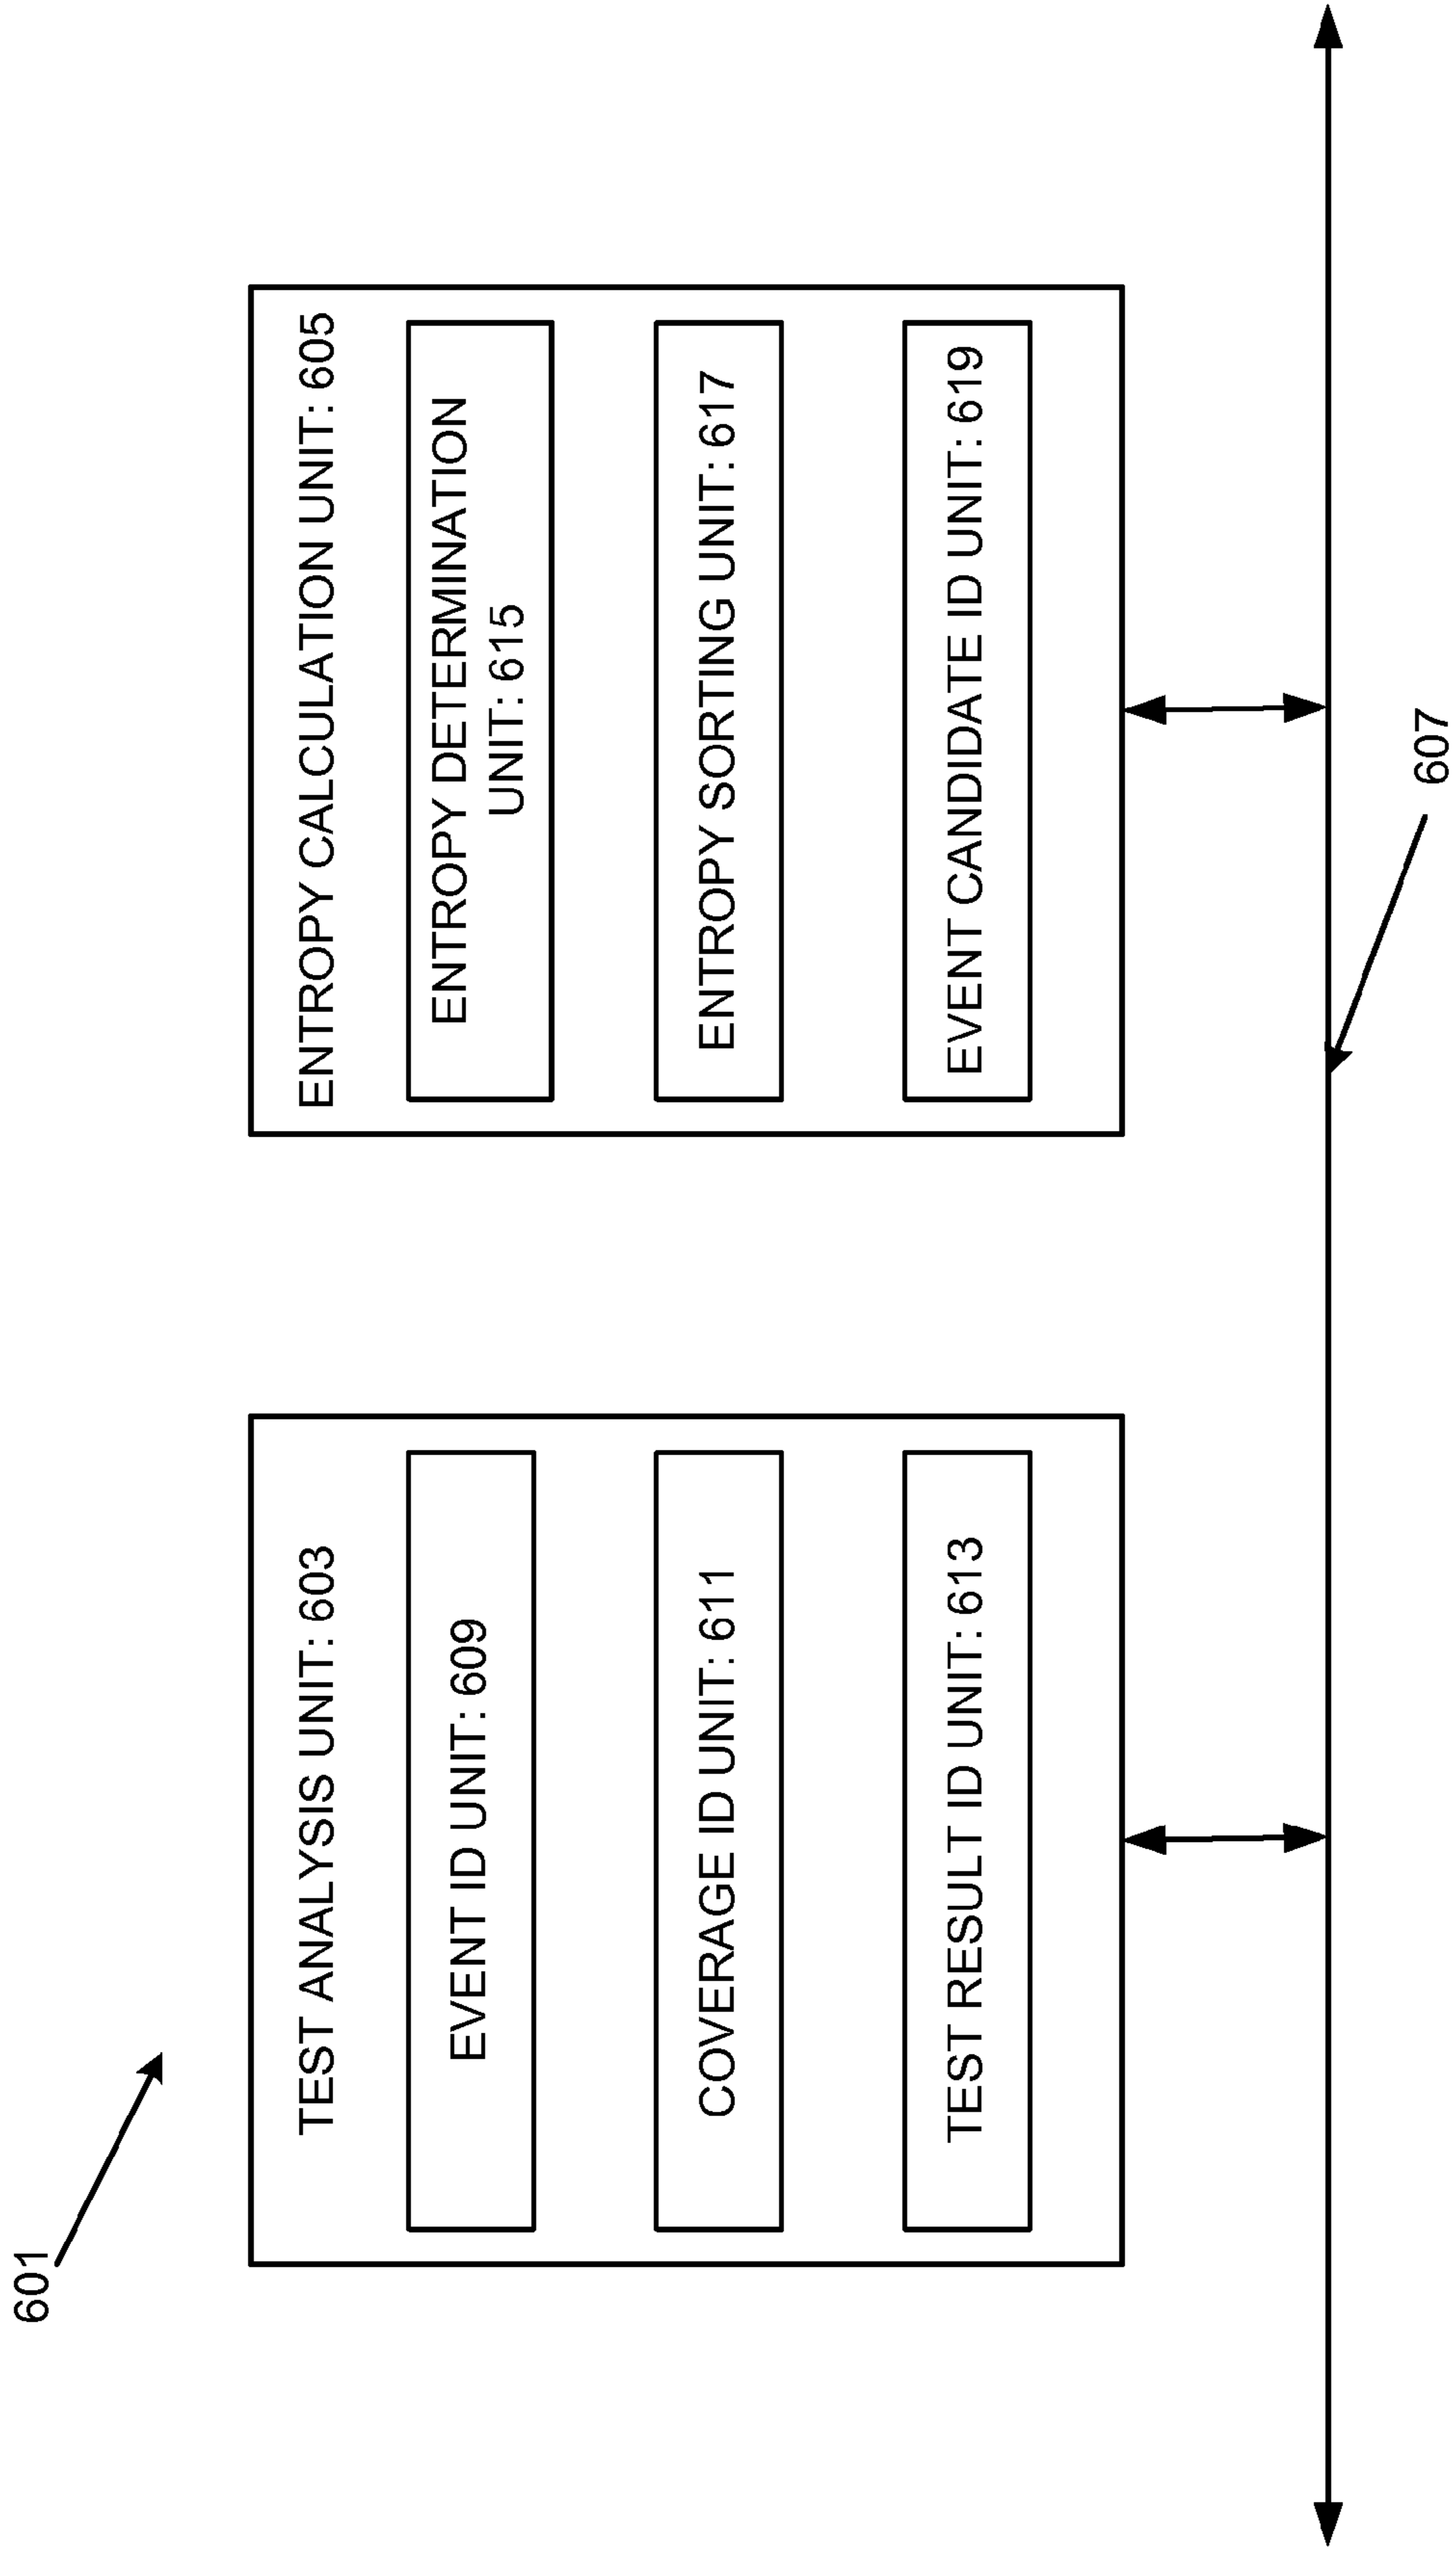 601
TEST ANALYSIS UNIT: 603
EVENT ID UNIT: 609
COVERAGE ID UNIT: 611
TEST RESULT ID UNIT: 613
ENTROPY CALCULATION UNIT: 605
ENTROPY DETERMINATION
UNIT: 615
ENTROPY SORTING UNIT: 617
EVENT CANDIDATE ID UNIT: 619
607